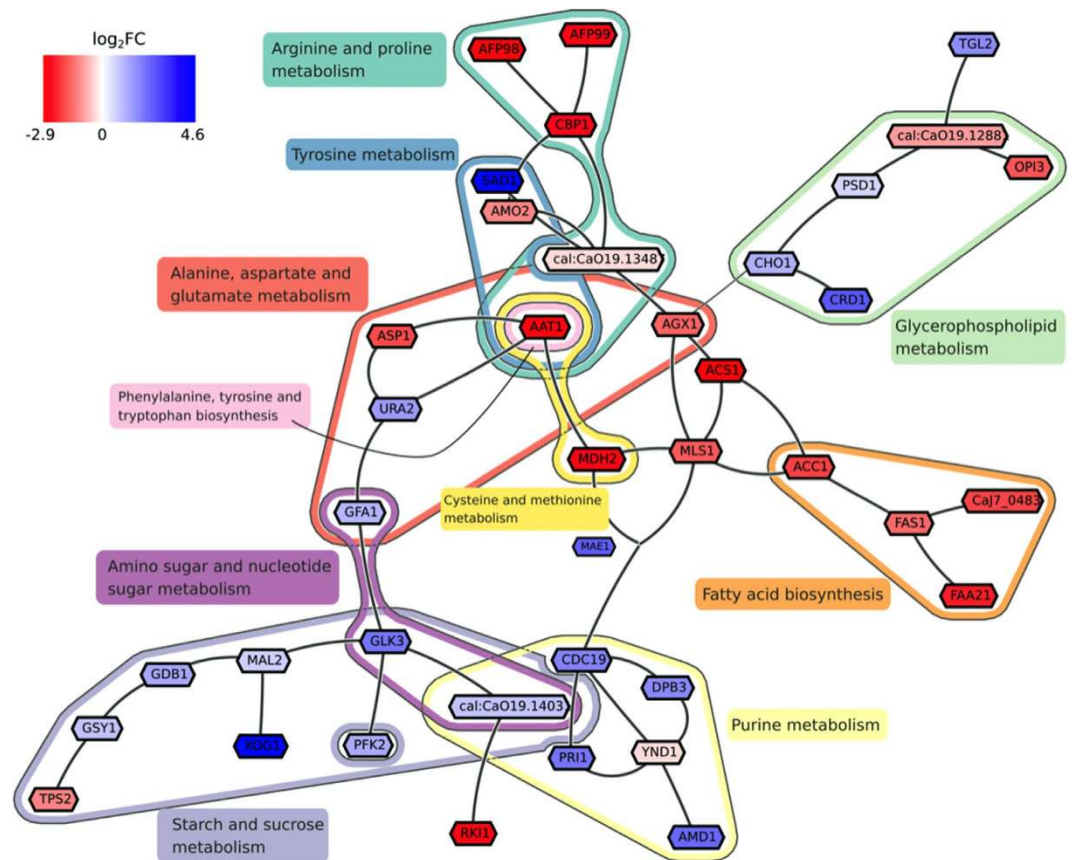 log₂FC
-2.9 0 4.6
Arginine and proline
metabolism
AFP98
AFP99
TGL2
CBP1
cal:CaO19.1288
OPI3
Tyrosine metabolism
SAD1
PSD1
AMO2
cal:CaO19.1348
CHO1
CRD1
Alanine, aspartate and
glutamate metabolism
ASP1
AAT1
AGX1
Glycerophospholipid
metabolism
ACS1
Phenylalanine, tyrosine and
tryptophan biosynthesis
URA2
MDH2
MLS1
ACC1
Cysteine and methionine
metabolism
CaJ7_0483
GFA1
FAS1
MAE1
Amino sugar and nucleotide
sugar metabolism
Fatty acid biosynthesis
FAA21
GLK3
MAL2
GDB1
CDC19
DPB3
cal:CaO19.1403
GSY1
XOG1
PFK2
PRI1
YND1
Purine metabolism
TPS2
Starch and sucrose
metabolism
RKI1
AMD1